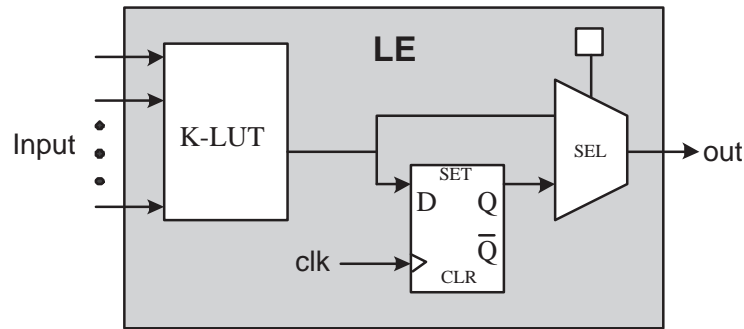 LE
K-LUT
Input
SEL
out
SET
D Q
Q̅
clk
CLR